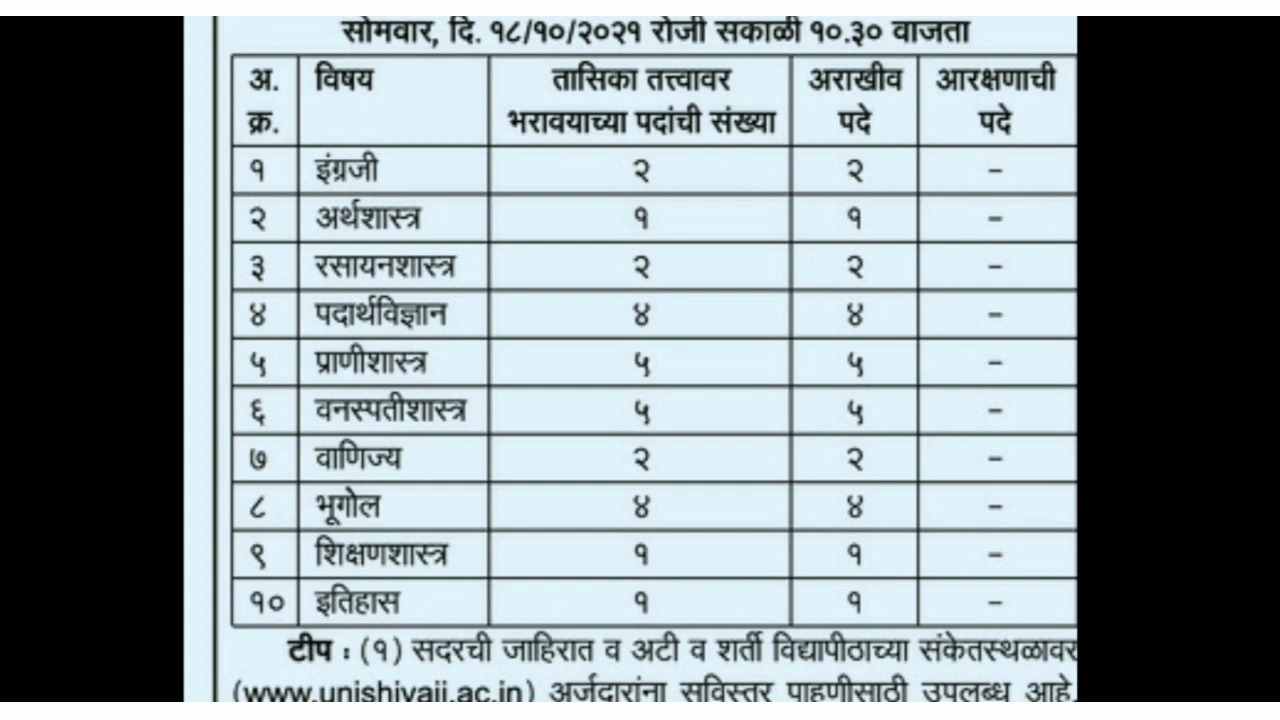 सोमवार, दि. १८/१०/२०२१ रोजी सकाळी १०.३० वाजता
अ. क्र. विषय तासिका तत्त्वावर भरावयाच्या पदांची संख्या अराखीव पदे आरक्षणाची पदे
१ इंग्रजी २ २ –
२ अर्थशास्त्र १ १ –
३ रसायनशास्त्र २ २ –
४ पदार्थविज्ञान ४ ४ –
५ प्राणीशास्त्र ५ ५ –
६ वनस्पतीशास्त्र ५ ५ –
७ वाणिज्य २ २ –
८ भूगोल ४ ४ –
९ शिक्षणशास्त्र १ १ –
१० इतिहास १ १ –
टीप : (१) सदरची जाहिरात व अटी व शर्ती विद्यापीठाच्या संकेतस्थळावर
(www.unishivaji.ac.in) अर्जदारांना सविस्तर पाहणीसाठी उपलब्ध आहे.